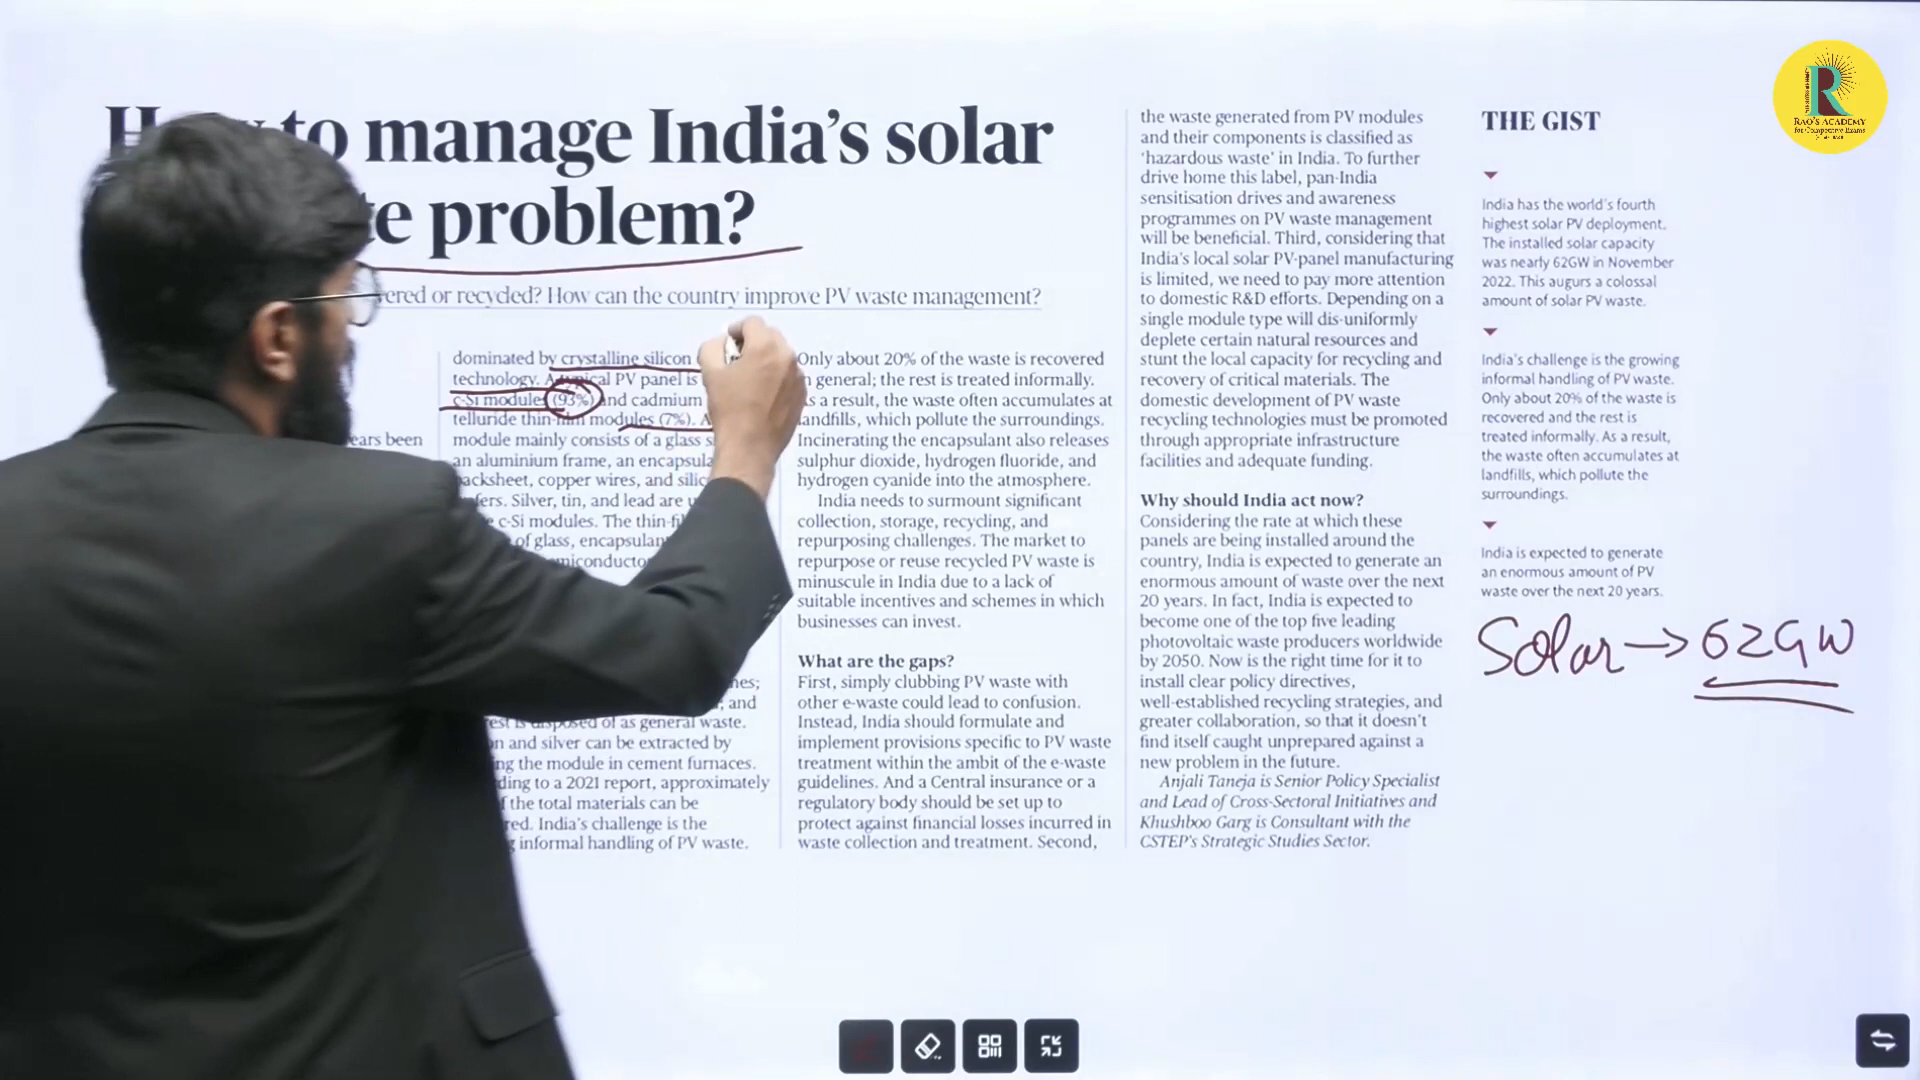 to manage India's solar
problem?
ered or recycled? How can the country improve PV waste management?
ears been
dominated by crystalline silicon
technology. A typical PV panel is
c-Si modules (93%) and cadmium
telluride thin-film modules (7%). A
module mainly consists of a glass
an aluminium frame, an
backsheet, copper wires, and
Silver, tin, and lead are
c-Si modules. The
of glass,
and
disposed of as general waste.
and silver can be extracted by
the module in cement furnaces.
to a 2021 report, approximately
the total materials can be
India's challenge is the
informal handling of PV waste.
Only about 20% of the waste is recovered
general; the rest is treated informally.
As a result, the waste often accumulates at
landfills, which pollute the surroundings.
Incinerating the encapsulant also releases
sulphur dioxide, hydrogen fluoride, and
hydrogen cyanide into the atmosphere.
India needs to surmount significant
collection, storage, recycling, and
repurposing challenges. The market to
repurpose or reuse recycled PV waste is
minuscule in India due to a lack of
suitable incentives and schemes in which
businesses can invest.
What are the gaps?
First, simply clubbing PV waste with
other e-waste could lead to confusion.
Instead, India should formulate and
implement provisions specific to PV waste
treatment within the ambit of the e-waste
guidelines. And a Central insurance or a
regulatory body should be set up to
protect against financial losses incurred in
waste collection and treatment. Second,
the waste generated from PV modules
and their components is classified as
'hazardous waste' in India. To further
drive home this label, pan-India
sensitisation drives and awareness
programmes on PV waste management
will be beneficial. Third, considering that
India's local solar PV-panel manufacturing
is limited, we need to pay more attention
to domestic R&D efforts. Depending on a
single module type will dis-uniformly
deplete certain natural resources and
stunt the local capacity for recycling and
recovery of critical materials. The
domestic development of PV waste
recycling technologies must be promoted
through appropriate infrastructure
facilities and adequate funding.
Why should India act now?
Considering the rate at which these
panels are being installed around the
country, India is expected to generate an
enormous amount of waste over the next
20 years. In fact, India is expected to
become one of the top five leading
photovoltaic waste producers worldwide
by 2050. Now is the right time for it to
install clear policy directives,
well-established recycling strategies, and
greater collaboration, so that it doesn't
find itself caught unprepared against a
new problem in the future.
Anjali Taneja is Senior Policy Specialist
and Lead of Cross-Sectoral Initiatives and
Khushboo Garg is Consultant with the
CSTEP's Strategic Studies Sector.
THE GIST
India has the world's fourth
highest solar PV deployment.
The installed solar capacity
was nearly 62GW in November
2022. This augurs a colossal
amount of solar PV waste.
India's challenge is the growing
informal handling of PV waste.
Only about 20% of the waste is
recovered and the rest is
treated informally. As a result,
the waste often accumulates at
landfills, which pollute the
surroundings.
India is expected to generate
an enormous amount of PV
waste over the next 20 years.
Solar → 62GW
R
RAO'S ACADEMY
for Competitive Exams